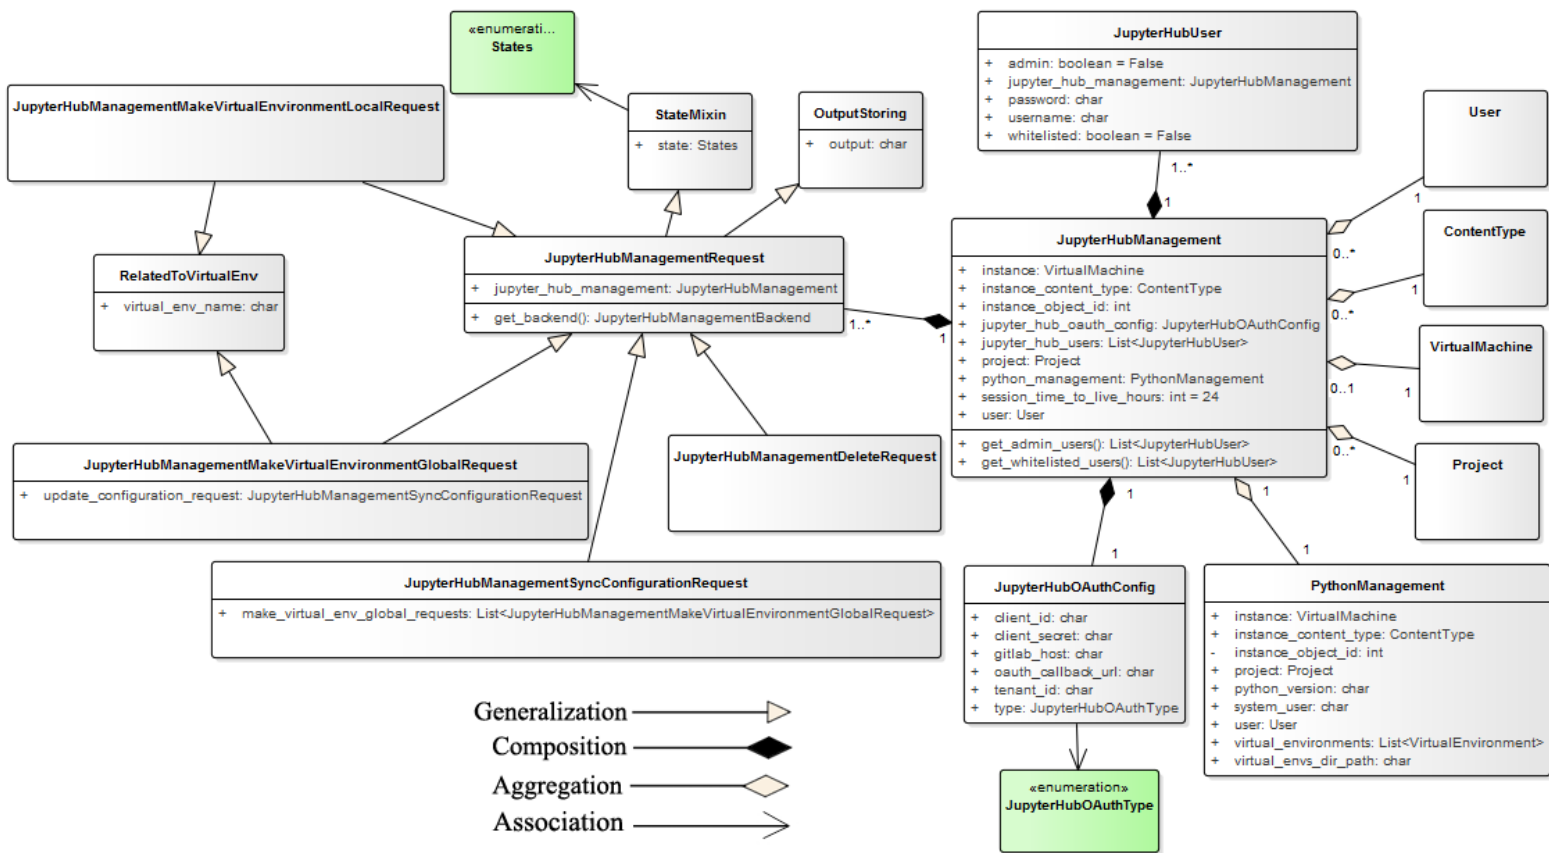 «enumerati...
States
JupyterHubManagementMakeVirtualEnvironmentLocalRequest
StateMixin
+ state: States
OutputStoring
+ output: char
JupyterHubUser
+ admin: boolean = False
+ jupyter_hub_management: JupyterHubManagement
+ password: char
+ username: char
+ whitelisted: boolean = False
1..*
1
User
1
0..*
ContentType
1
0..*
VirtualMachine
1
0..1
Project
1
0..*
RelatedToVirtualEnv
+ virtual_env_name: char
JupyterHubManagementRequest
+ jupyter_hub_management: JupyterHubManagement
+ get_backend(): JupyterHubManagementBackend
1..*
1
JupyterHubManagement
+ instance: VirtualMachine
+ instance_content_type: ContentType
+ instance_object_id: int
+ jupyter_hub_oauth_config: JupyterHubOAuthConfig
+ jupyter_hub_users: List<JupyterHubUser>
+ project: Project
+ python_management: PythonManagement
+ session_time_to_live_hours: int = 24
+ user: User
+ get_admin_users(): List<JupyterHubUser>
+ get_whitelisted_users(): List<JupyterHubUser>
1
1
1
1
JupyterHubManagementMakeVirtualEnvironmentGlobalRequest
+ update_configuration_request: JupyterHubManagementSyncConfigurationRequest
JupyterHubManagementDeleteRequest
JupyterHubManagementSyncConfigurationRequest
+ make_virtual_env_global_requests: List<JupyterHubManagementMakeVirtualEnvironmentGlobalRequest>
JupyterHubOAuthConfig
+ client_id: char
+ client_secret: char
+ gitlab_host: char
+ oauth_callback_url: char
+ tenant_id: char
+ type: JupyterHubOAuthType
PythonManagement
+ instance: VirtualMachine
+ instance_content_type: ContentType
- instance_object_id: int
+ project: Project
+ python_version: char
+ system_user: char
+ user: User
+ virtual_environments: List<VirtualEnvironment>
+ virtual_envs_dir_path: char
«enumeration»
JupyterHubOAuthType
Generalization
Composition
Aggregation
Association